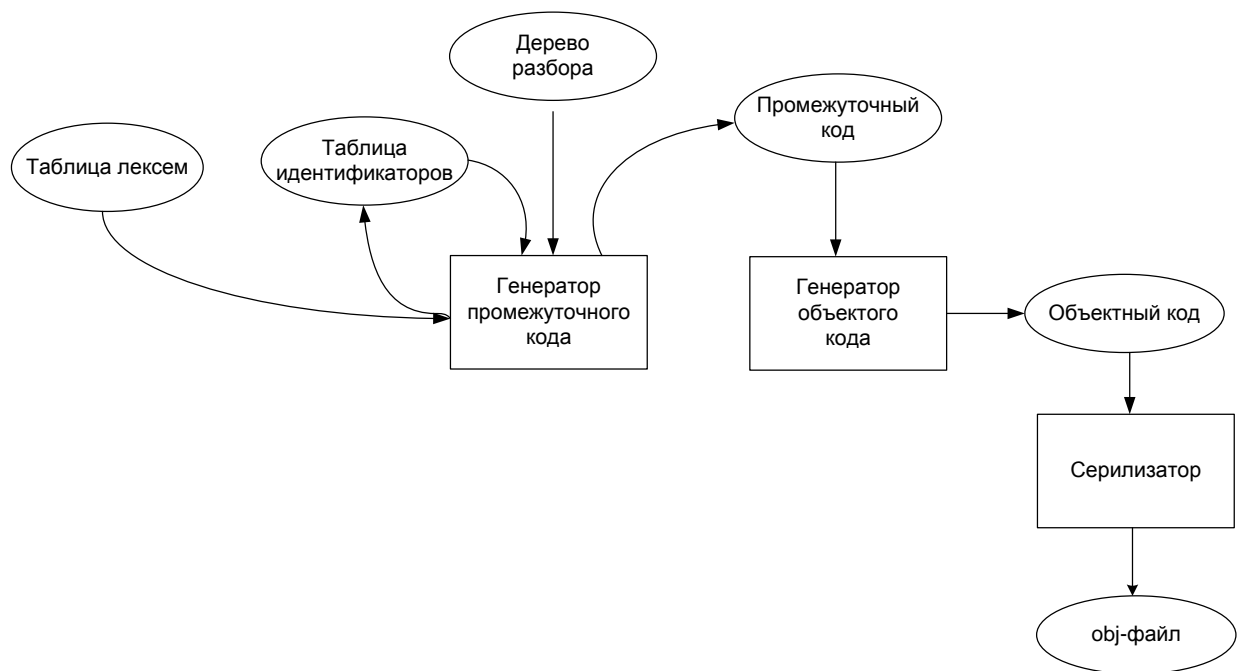 Дерево
разбора
Промежуточный
код
Таблица
идентификаторов
Таблица лексем
Генератор
промежуточного
кода
Генератор
объектого
кода
Объектный код
Серилизатор
obj-файл